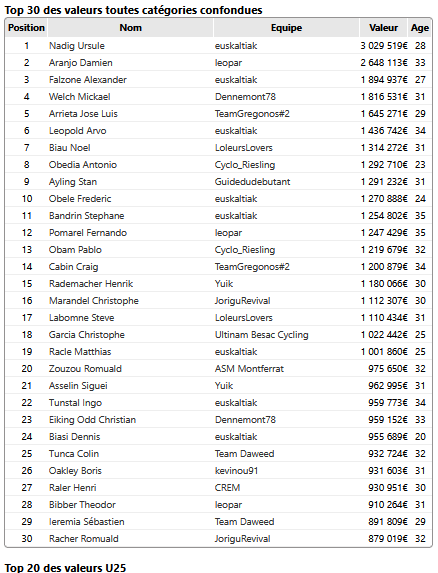 Top 30 des valeurs toutes catégories confondues
Position Nom Equipe Valeur Age
1 Nadig Ursule euskaltiak 3 029 519€ 28
2 Aranjo Damien leopar 2 648 113€ 33
3 Falzone Alexander euskaltiak 1 894 937€ 27
4 Welch Mickael Dennemont78 1 816 531€ 31
5 Arrieta Jose Luis TeamGregonos#2 1 645 271€ 29
6 Leopold Arvo euskaltiak 1 436 742€ 34
7 Biau Noel LoleursLovers 1 314 272€ 31
8 Obedia Antonio Cyclo_Riesling 1 292 710€ 23
9 Ayling Stan Guidedudebutant 1 291 232€ 31
10 Obele Frederic euskaltiak 1 270 888€ 24
11 Bandrin Stephane euskaltiak 1 254 802€ 35
12 Pomarel Fernando leopar 1 247 429€ 35
13 Obam Pablo Cyclo_Riesling 1 219 679€ 32
14 Cabin Craig TeamGregonos#2 1 200 879€ 34
15 Rademacher Henrik Yuik 1 180 066€ 30
16 Marandel Christophe JoriguRevival 1 112 307€ 30
17 Labomne Steve LoleursLovers 1 110 434€ 31
18 Garcia Christophe Ultinam Besac Cycling 1 022 442€ 25
19 Racle Matthias euskaltiak 1 001 860€ 25
20 Zouzou Romuald ASM Montferrat 975 650€ 32
21 Asselin Siguei Yuik 962 995€ 31
22 Tunstal Ingo euskaltiak 959 773€ 34
23 Eiking Odd Christian Dennemont78 959 152€ 33
24 Biasi Dennis euskaltiak 955 689€ 20
25 Tunca Colin Team Daweed 932 724€ 32
26 Oakley Boris kevinou91 931 603€ 31
27 Raler Henri CREM 930 951€ 30
28 Bibber Theodor leopar 910 264€ 31
29 Ieremia Sébastien Team Daweed 891 809€ 29
30 Racher Romuald JoriguRevival 879 019€ 32
Top 20 des valeurs U25